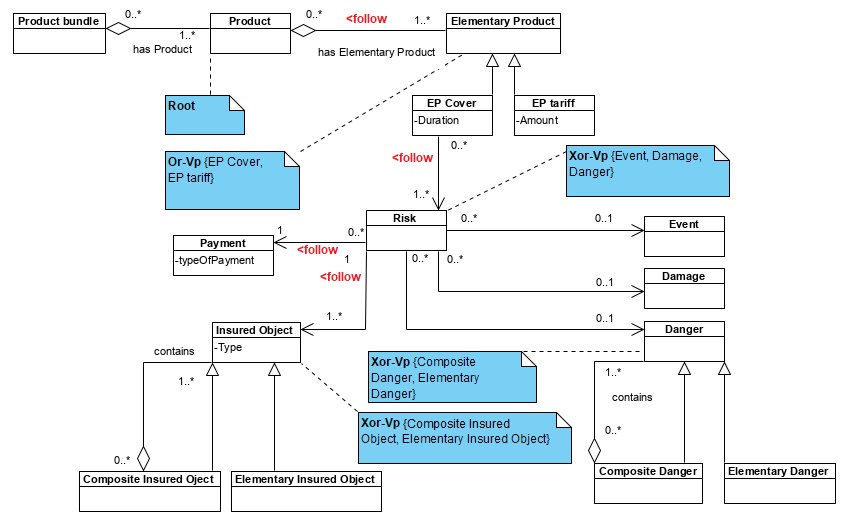 Product bundle
0..*
1..*
has Product
Product
0..*
<follow
1..*
has Elementary Product
Elementary Product
Root
Or-Vp {EP Cover,
EP tariff}
EP Cover
-Duration
EP tariff
-Amount
0..*
<follow
1..*
Xor-Vp {Event, Damage,
Danger}
Risk
Payment
-typeOfPayment
1
0..*
<follow
1
<follow
1..*
0..*
0..1
Event
0..*
0..1
Damage
0..*
0..1
Danger
Insured Object
-Type
contains
1..*
0..*
Xor-Vp {Composite
Danger, Elementary
Danger}
Xor-Vp {Composite Insured
Object, Elementary Insured Object}
1..*
contains
0..*
Composite Insured Oject
Elementary Insured Object
Composite Danger
Elementary Danger